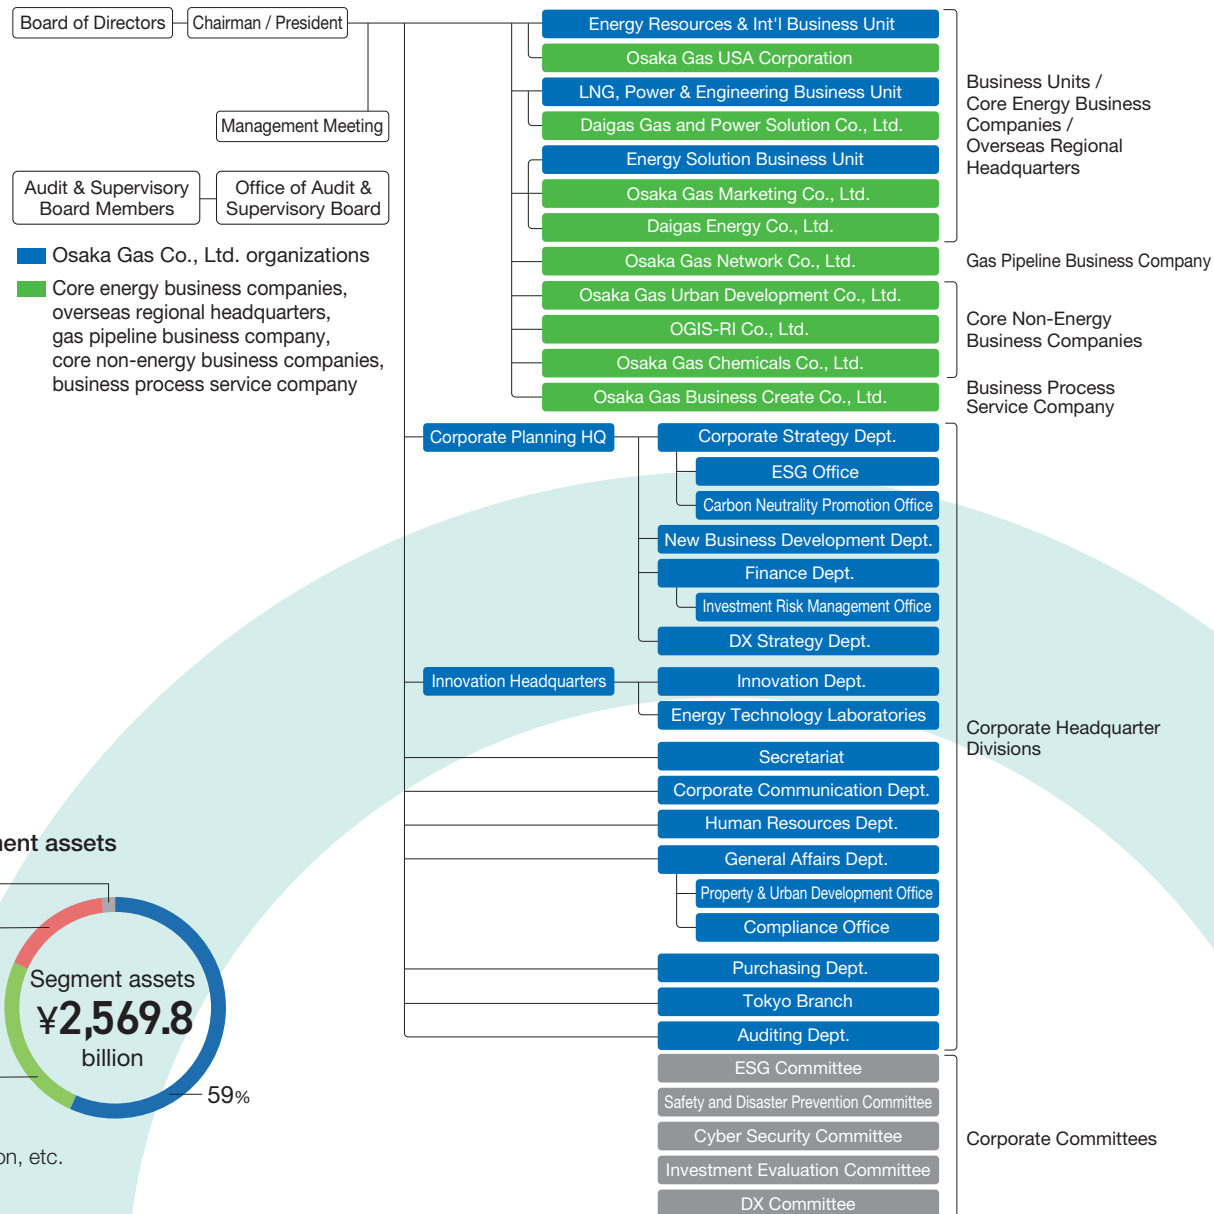 Board of Directors
Chairman / President
Management Meeting
Audit & Supervisory
Board Members
Office of Audit &
Supervisory Board
Osaka Gas Co., Ltd. organizations
Core energy business companies,
overseas regional headquarters,
gas pipeline business company,
core non-energy business companies,
business process service company
Energy Resources & Int'l Business Unit
Osaka Gas USA Corporation
LNG, Power & Engineering Business Unit
Daigas Gas and Power Solution Co., Ltd.
Energy Solution Business Unit
Osaka Gas Marketing Co., Ltd.
Daigas Energy Co., Ltd.
Business Units /
Core Energy Business
Companies /
Overseas Regional
Headquarters
Osaka Gas Network Co., Ltd.
Gas Pipeline Business Company
Osaka Gas Urban Development Co., Ltd.
OGIS-RI Co., Ltd.
Osaka Gas Chemicals Co., Ltd.
Core Non-Energy
Business Companies
Osaka Gas Business Create Co., Ltd.
Business Process
Service Company
Corporate Planning HQ
Corporate Strategy Dept.
ESG Office
Carbon Neutrality Promotion Office
New Business Development Dept.
Finance Dept.
Investment Risk Management Office
DX Strategy Dept.
Innovation Headquarters
Innovation Dept.
Energy Technology Laboratories
Secretariat
Corporate Communication Dept.
Human Resources Dept.
General Affairs Dept.
Property & Urban Development Office
Compliance Office
Purchasing Dept.
Tokyo Branch
Auditing Dept.
Corporate Headquarter
Divisions
ESG Committee
Safety and Disaster Prevention Committee
Cyber Security Committee
Investment Evaluation Committee
DX Committee
Corporate Committees
assets
Segment assets
¥2,569.8
billion
59%
etc.